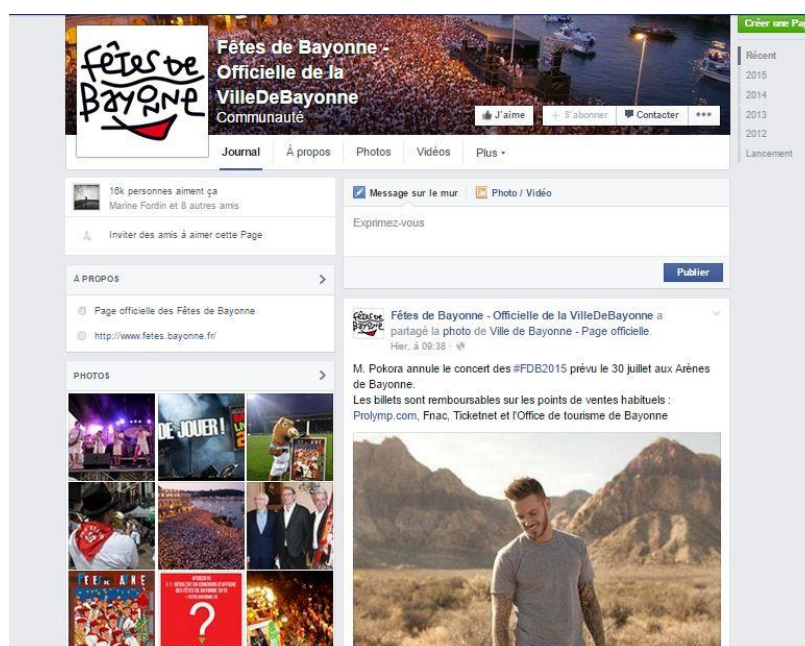 FÊTES DE
BAYONNE
Fêtes de Bayonne -
Officielle de la
VilleDeBayonne
Communauté
J'aime
+ S'abonner
Contacter
Créer une Pa
Récent
2015
2014
2013
2012
Lancement
Journal
À propos
Photos
Vidéos
Plus
16k personnes aiment ça
Marine Fordin et 8 autres amis
Inviter des amis à aimer cette Page
À PROPOS
Page officielle des Fêtes de Bayonne
http://www.fetes.bayonne.fr/
PHOTOS
DE JOUER !
?
Message sur le mur
Photo / Vidéo
Exprimez-vous
Publier
Fêtes de Bayonne - Officielle de la VilleDeBayonne a
partagé la photo de Ville de Bayonne - Page officielle.
Hier, à 09:38
M. Pokora annule le concert des #FDB2015 prévu le 30 juillet aux Arènes
de Bayonne.
Les billets sont remboursables sur les points de ventes habituels :
Prolymp.com, Fnac, Ticketnet et l'Office de tourisme de Bayonne